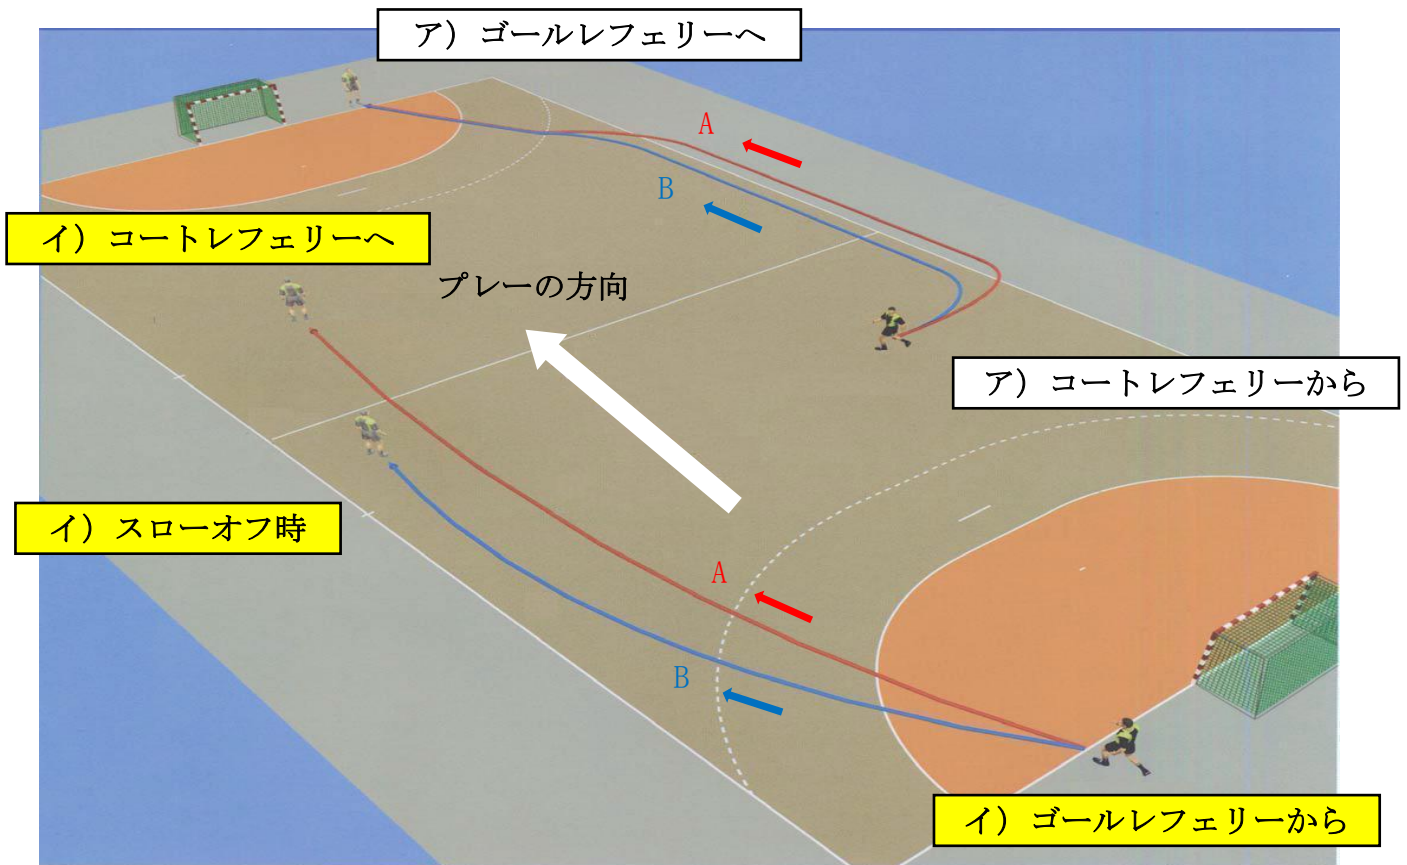 ア）ゴールレフェリーへ
A
B
イ）コートレフェリーへ
プレーの方向
ア）コートレフェリーから
イ）スローオフ時
A
B
イ）ゴールレフェリーから